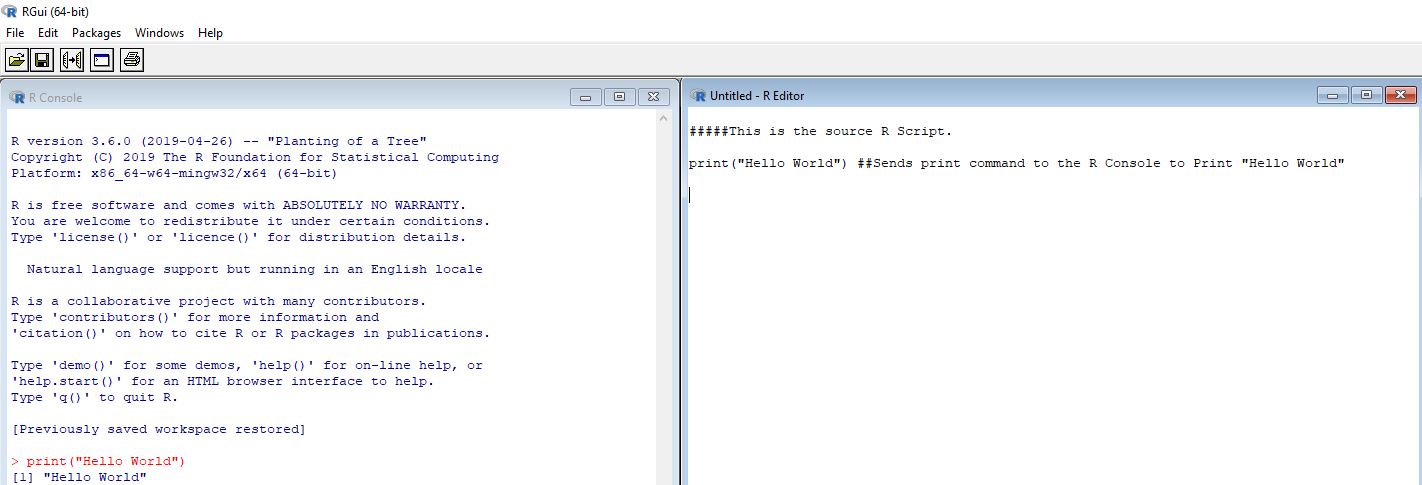 RGui (64-bit)
File Edit Packages Windows Help
R Console
R version 3.6.0 (2019-04-26) -- "Planting of a Tree"
Copyright (C) 2019 The R Foundation for Statistical Computing
Platform: x86_64-w64-mingw32/x64 (64-bit)
R is free software and comes with ABSOLUTELY NO WARRANTY.
You are welcome to redistribute it under certain conditions.
Type 'license()' or 'licence()' for distribution details.
Natural language support but running in an English locale
R is a collaborative project with many contributors.
Type 'contributors()' for more information and
'citation()' on how to cite R or R packages in publications.
Type 'demo()' for some demos, 'help()' for on-line help, or
'help.start()' for an HTML browser interface to help.
Type 'q()' to quit R.
[Previously saved workspace restored]
> print("Hello World")
[1] "Hello World"
Untitled - R Editor
#####This is the source R Script.
print("Hello World") ##Sends print command to the R Console to Print "Hello World"